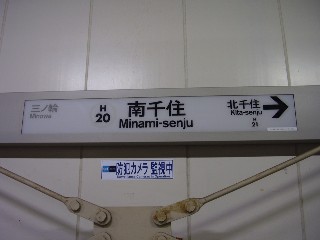 三ノ輪
Minowa
H
20
南千住
Minami-senju
北千住
Kita-senju
H
21
防犯カメラ監視中